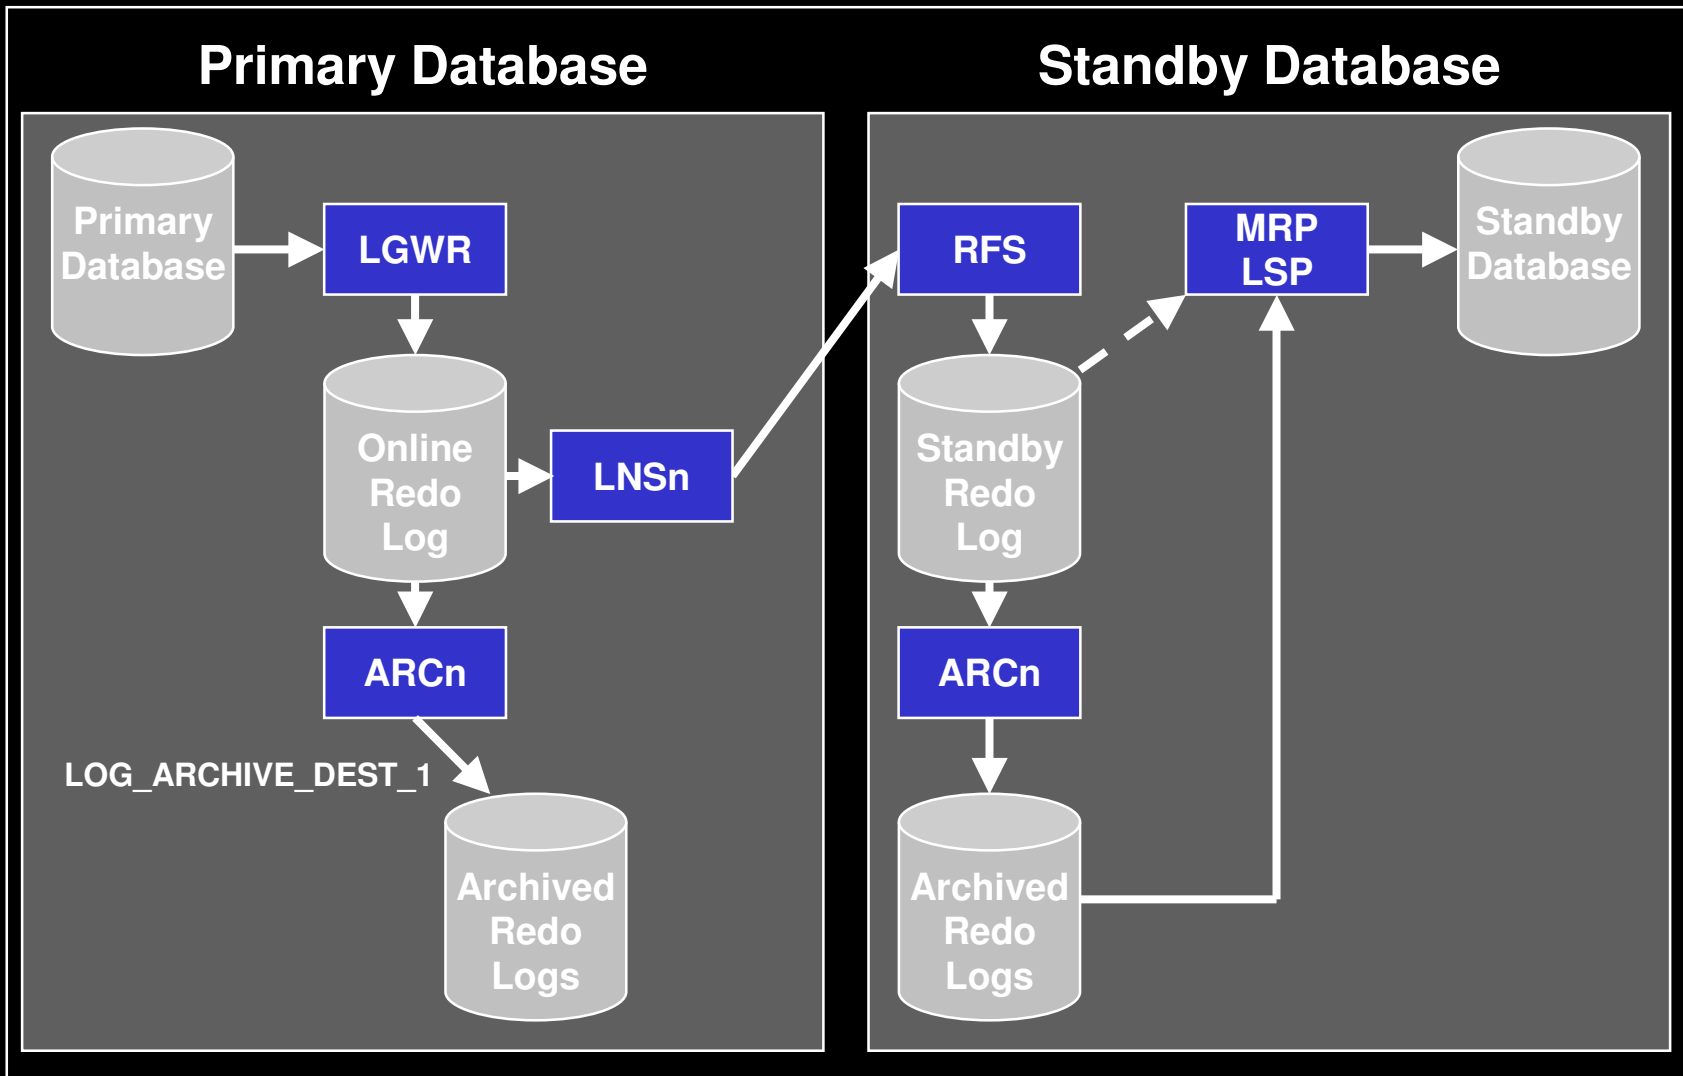 Primary Database
Standby Database
Primary
Database
LGWR
Online
Redo
Log
LNSn
ARCn
LOG_ARCHIVE_DEST_1
Archived
Redo
Logs
RFS
MRP
LSP
Standby
Database
Standby
Redo
Log
ARCn
Archived
Redo
Logs